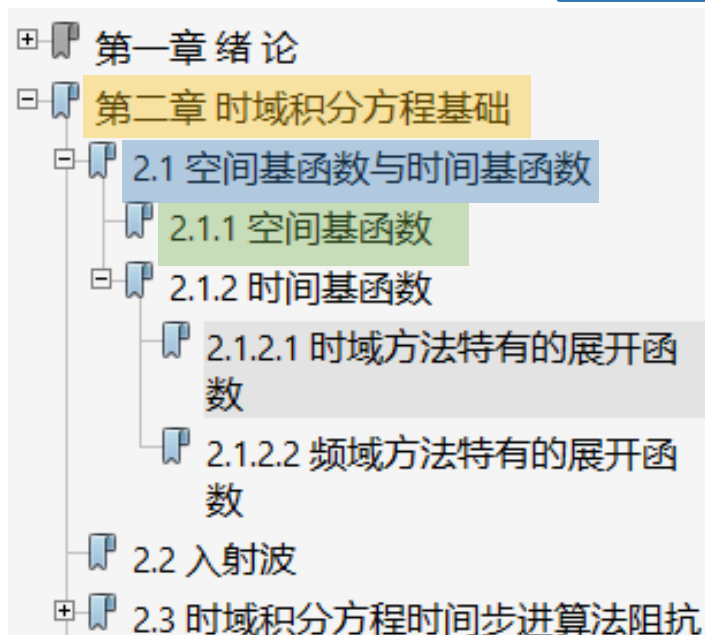 第一章 绪 论
第二章 时域积分方程基础
2.1 空间基函数与时间基函数
2.1.1 空间基函数
2.1.2 时间基函数
2.1.2.1 时域方法特有的展开函
数
2.1.2.2 频域方法特有的展开函
数
2.2 入射波
2.3 时域积分方程时间步进算法阻抗